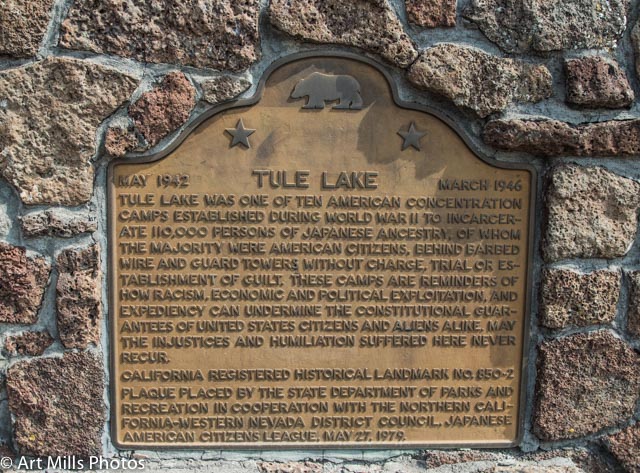 MAY 1942 TULE LAKE MARCH 1946
TULE LAKE WAS ONE OF TEN AMERICAN CONCENTRATION
CAMPS ESTABLISHED DURING WORLD WAR II TO INCARCER-
ATE 110,000 PERSONS OF JAPANESE ANCESTRY, OF WHOM
THE MAJORITY WERE AMERICAN CITIZENS, BEHIND BARBED
WIRE AND GUARD TOWERS WITHOUT CHARGE, TRIAL OR ES-
TABLISHMENT OF GUILT. THESE CAMPS ARE REMINDERS OF
HOW RACISM, ECONOMIC AND POLITICAL EXPLOITATION, AND
EXPEDIENCY CAN UNDERMINE THE CONSTITUTIONAL GUAR-
ANTEES OF UNITED STATES CITIZENS AND ALIENS ALIKE. MAY
THE INJUSTICES AND HUMILIATION SUFFERED HERE NEVER
RECUR.
CALIFORNIA REGISTERED HISTORICAL LANDMARK NO. 850-2
PLAQUE PLACED BY THE STATE DEPARTMENT OF PARKS AND
RECREATION IN COOPERATION WITH THE NORTHERN CALI-
FORNIA-WESTERN NEVADA DISTRICT COUNCIL, JAPANESE
AMERICAN CITIZENS LEAGUE, MAY 27, 1979.
© Art Mills Photos